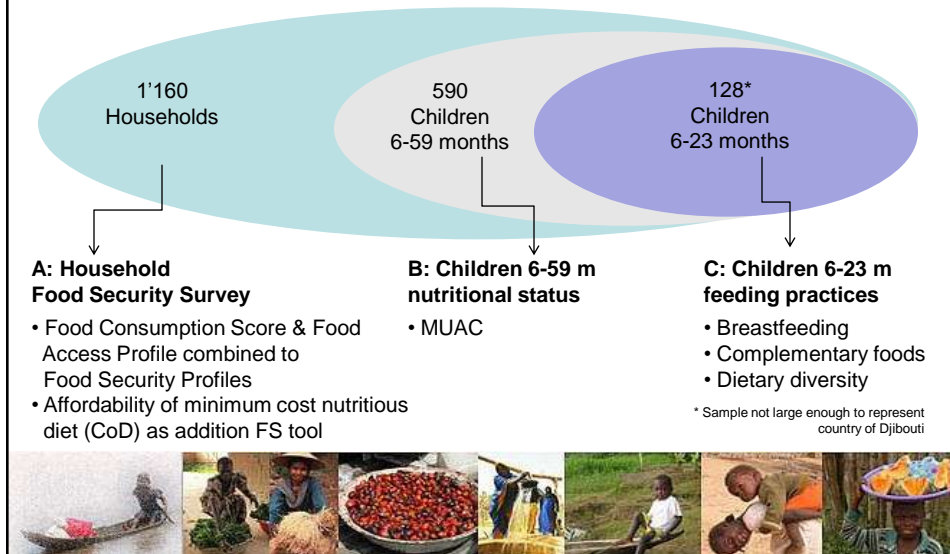 1'160
Households
590
Children
6-59 months
128*
Children
6-23 months
A: Household
Food Security Survey
• Food Consumption Score & Food
Access Profile combined to
Food Security Profiles
• Affordability of minimum cost nutritious
diet (CoD) as addition FS tool
B: Children 6-59 m
nutritional status
• MUAC
C: Children 6-23 m
feeding practices
• Breastfeeding
• Complementary foods
• Dietary diversity
* Sample not large enough to represent
country of Djibouti